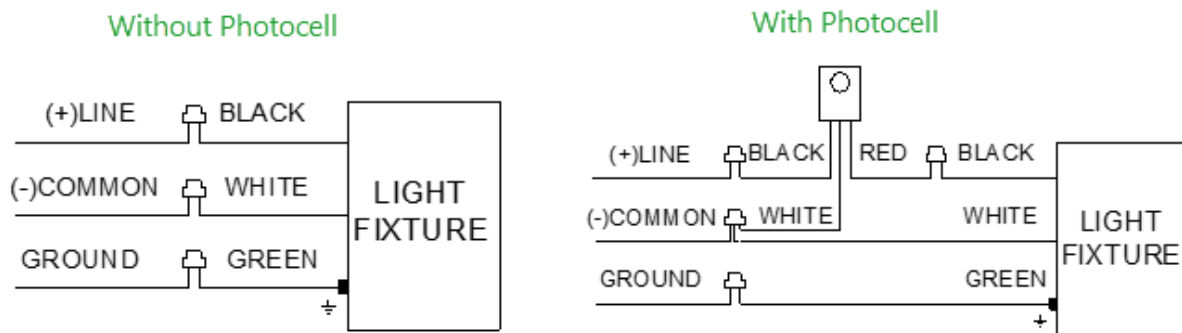 Without Photocell
(+)LINE BLACK
(-)COMMON WHITE
GROUND GREEN
LIGHT
FIXTURE
With Photocell
(+)LINE BLACK RED BLACK
(-)COMMON WHITE WHITE
GROUND GREEN
LIGHT
FIXTURE